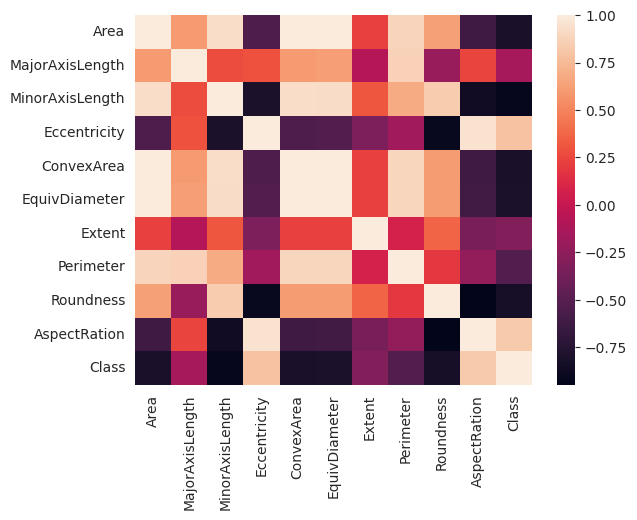 Area
MajorAxisLength
MinorAxisLength
Eccentricity
ConvexArea
EquivDiameter
Extent
Perimeter
Roundness
AspectRation
Class
Area
MajorAxisLength
MinorAxisLength
Eccentricity
ConvexArea
EquivDiameter
Extent
Perimeter
Roundness
AspectRation
Class
1.00
0.75
0.50
0.25
0.00
−0.25
−0.50
−0.75